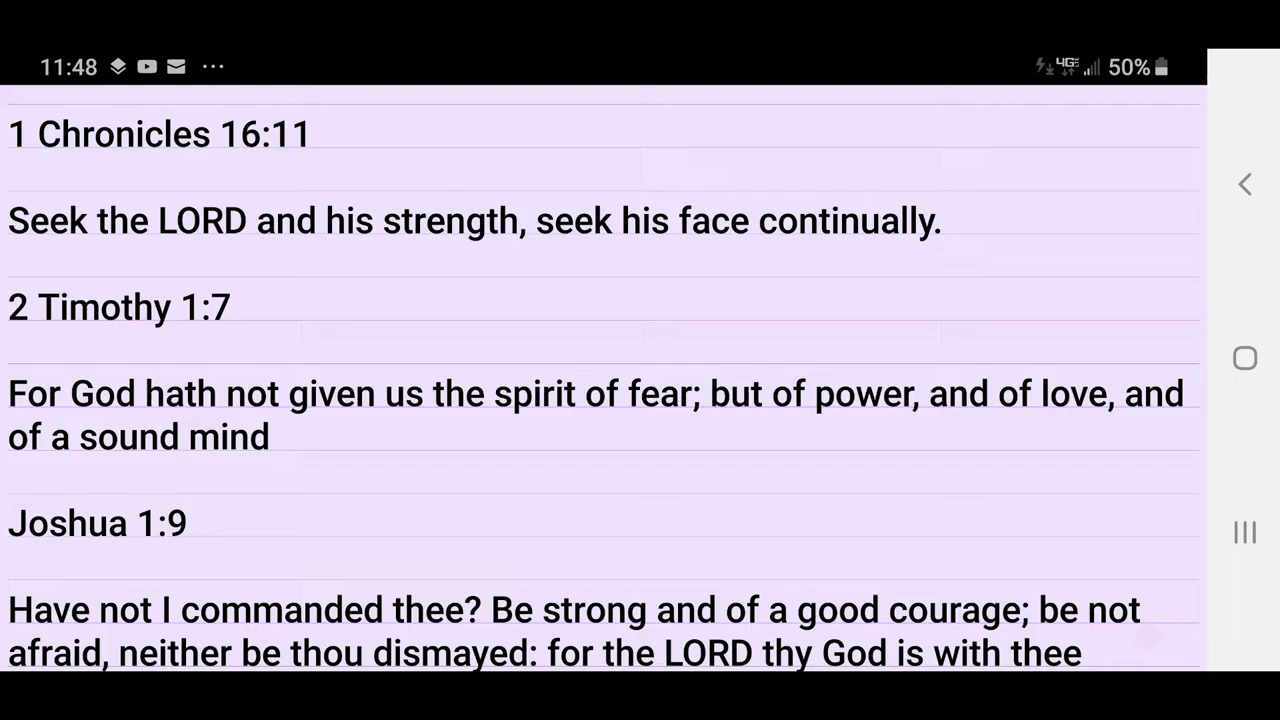 11:48 ... 4GE 50%
1 Chronicles 16:11
Seek the LORD and his strength, seek his face continually.
2 Timothy 1:7
For God hath not given us the spirit of fear; but of power, and of love, and
of a sound mind
Joshua 1:9
Have not I commanded thee? Be strong and of a good courage; be not
afraid, neither be thou dismayed: for the LORD thy God is with thee